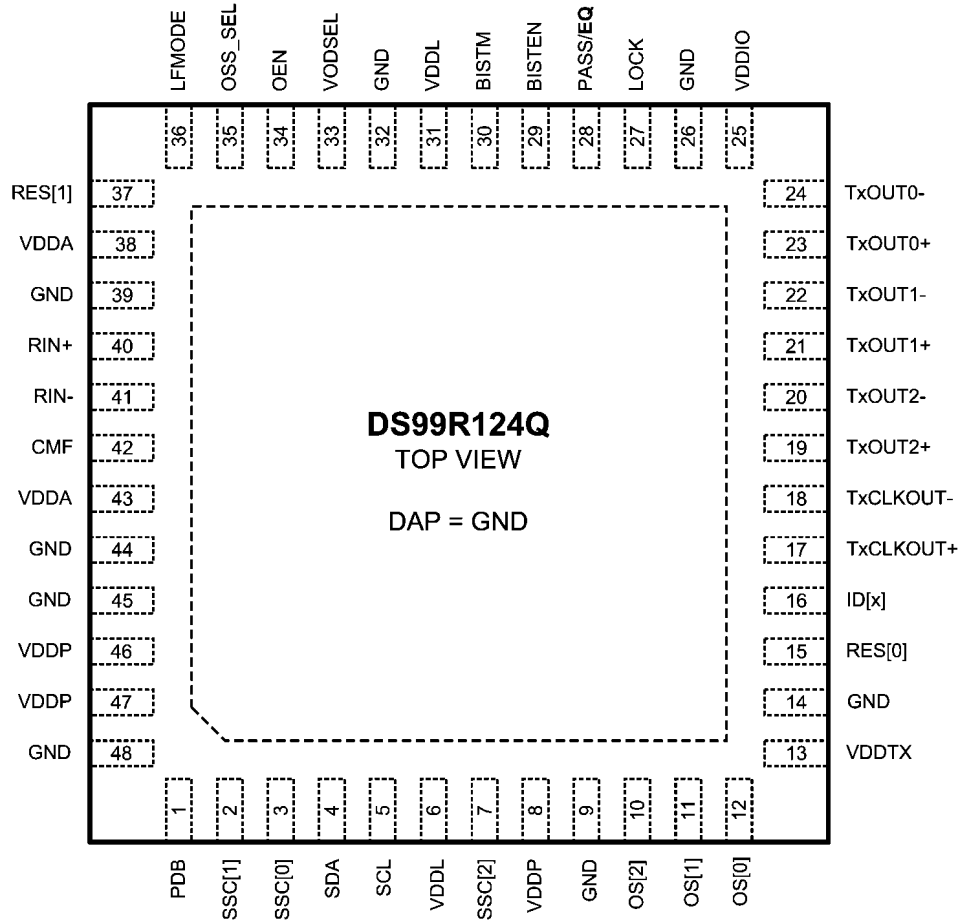 LFMODE
OSS_SEL
OEN
VODSEL
GND
VDDL
BISTM
BISTEN
PASS/EQ
LOCK
GND
VDDIO
36
35
34
33
32
31
30
29
28
27
26
25
RES[1] 37
VDDA 38
GND 39
RIN+ 40
RIN- 41
CMF 42
VDDA 43
GND 44
GND 45
VDDP 46
VDDP 47
GND 48
DS99R124Q
TOP VIEW
DAP = GND
24 TxOUT0-
23 TxOUT0+
22 TxOUT1-
21 TxOUT1+
20 TxOUT2-
19 TxOUT2+
18 TxCLKOUT-
17 TxCLKOUT+
16 ID[x]
15 RES[0]
14 GND
13 VDDTX
1
2
3
4
5
6
7
8
9
10
11
12
PDB
SSC[1]
SSC[0]
SDA
SCL
VDDL
SSC[2]
VDDP
GND
OS[2]
OS[1]
OS[0]